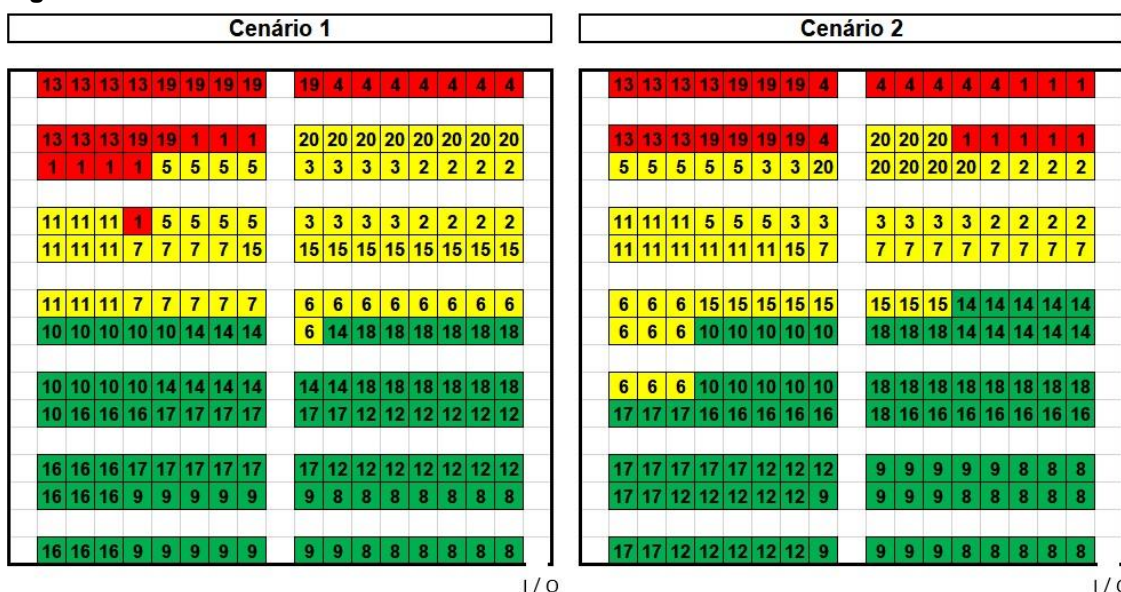 Cenário 1
13 13 13 13 19 19 19 19 19 4 4 4 4 4 4 4
13 13 13 19 19 1 1 1 20 20 20 20 20 20 20 20
1 1 1 1 5 5 5 5 3 3 3 3 2 2 2 2
11 11 11 1 5 5 5 5 3 3 3 3 2 2 2 2
11 11 11 7 7 7 7 15 15 15 15 15 15 15 15 15
11 11 11 7 7 7 7 7 6 6 6 6 6 6 6 6
10 10 10 10 10 14 14 14 6 14 18 18 18 18 18 18
10 10 10 10 14 14 14 14 14 14 18 18 18 18 18 18
10 16 16 16 17 17 17 17 17 17 12 12 12 12 12 12
16 16 16 17 17 17 17 17 17 12 12 12 12 12 12 12
16 16 16 9 9 9 9 9 9 8 8 8 8 8 8 8
16 16 16 9 9 9 9 9 9 9 8 8 8 8 8 8
I / O
Cenário 2
13 13 13 13 19 19 19 4 4 4 4 4 4 1 1 1
13 13 13 19 19 19 19 4 20 20 20 1 1 1 1 1
5 5 5 5 5 3 3 20 20 20 20 20 2 2 2 2
11 11 11 5 5 5 3 3 3 3 3 3 2 2 2 2
11 11 11 11 11 11 15 7 7 7 7 7 7 7 7 7
6 6 6 15 15 15 15 15 15 15 15 14 14 14 14 14
6 6 6 10 10 10 10 10 18 18 18 14 14 14 14 14
6 6 6 10 10 10 10 10 18 18 18 18 18 18 18 18
17 17 17 16 16 16 16 16 18 16 16 16 16 16 16 16
17 17 17 17 17 12 12 12 9 9 9 9 9 8 8 8
17 17 12 12 12 12 12 9 9 9 9 8 8 8 8 8
17 17 12 12 12 12 12 9 9 9 9 8 8 8 8 8
I / O